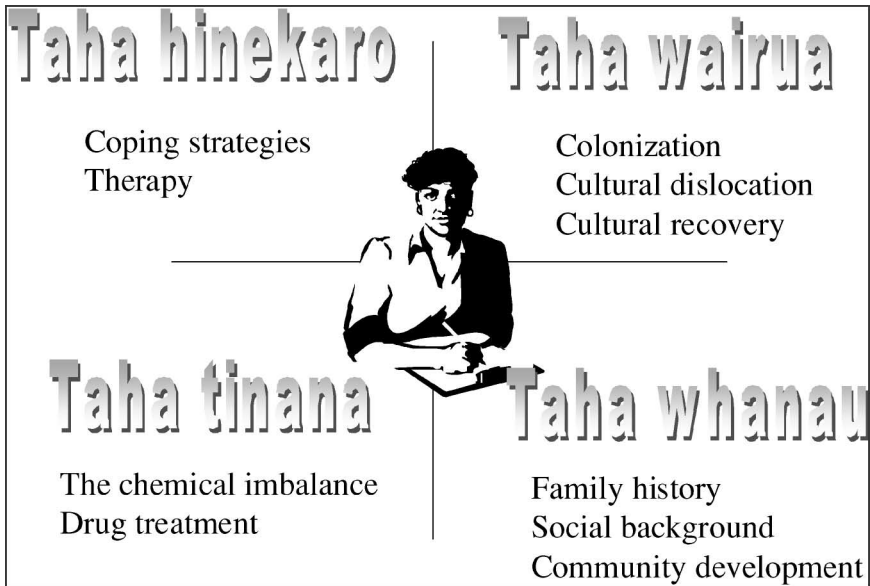 Taha hinekaro
Coping strategies
Therapy
Taha wairua
Colonization
Cultural dislocation
Cultural recovery
Taha tinana
The chemical imbalance
Drug treatment
Taha whanau
Family history
Social background
Community development